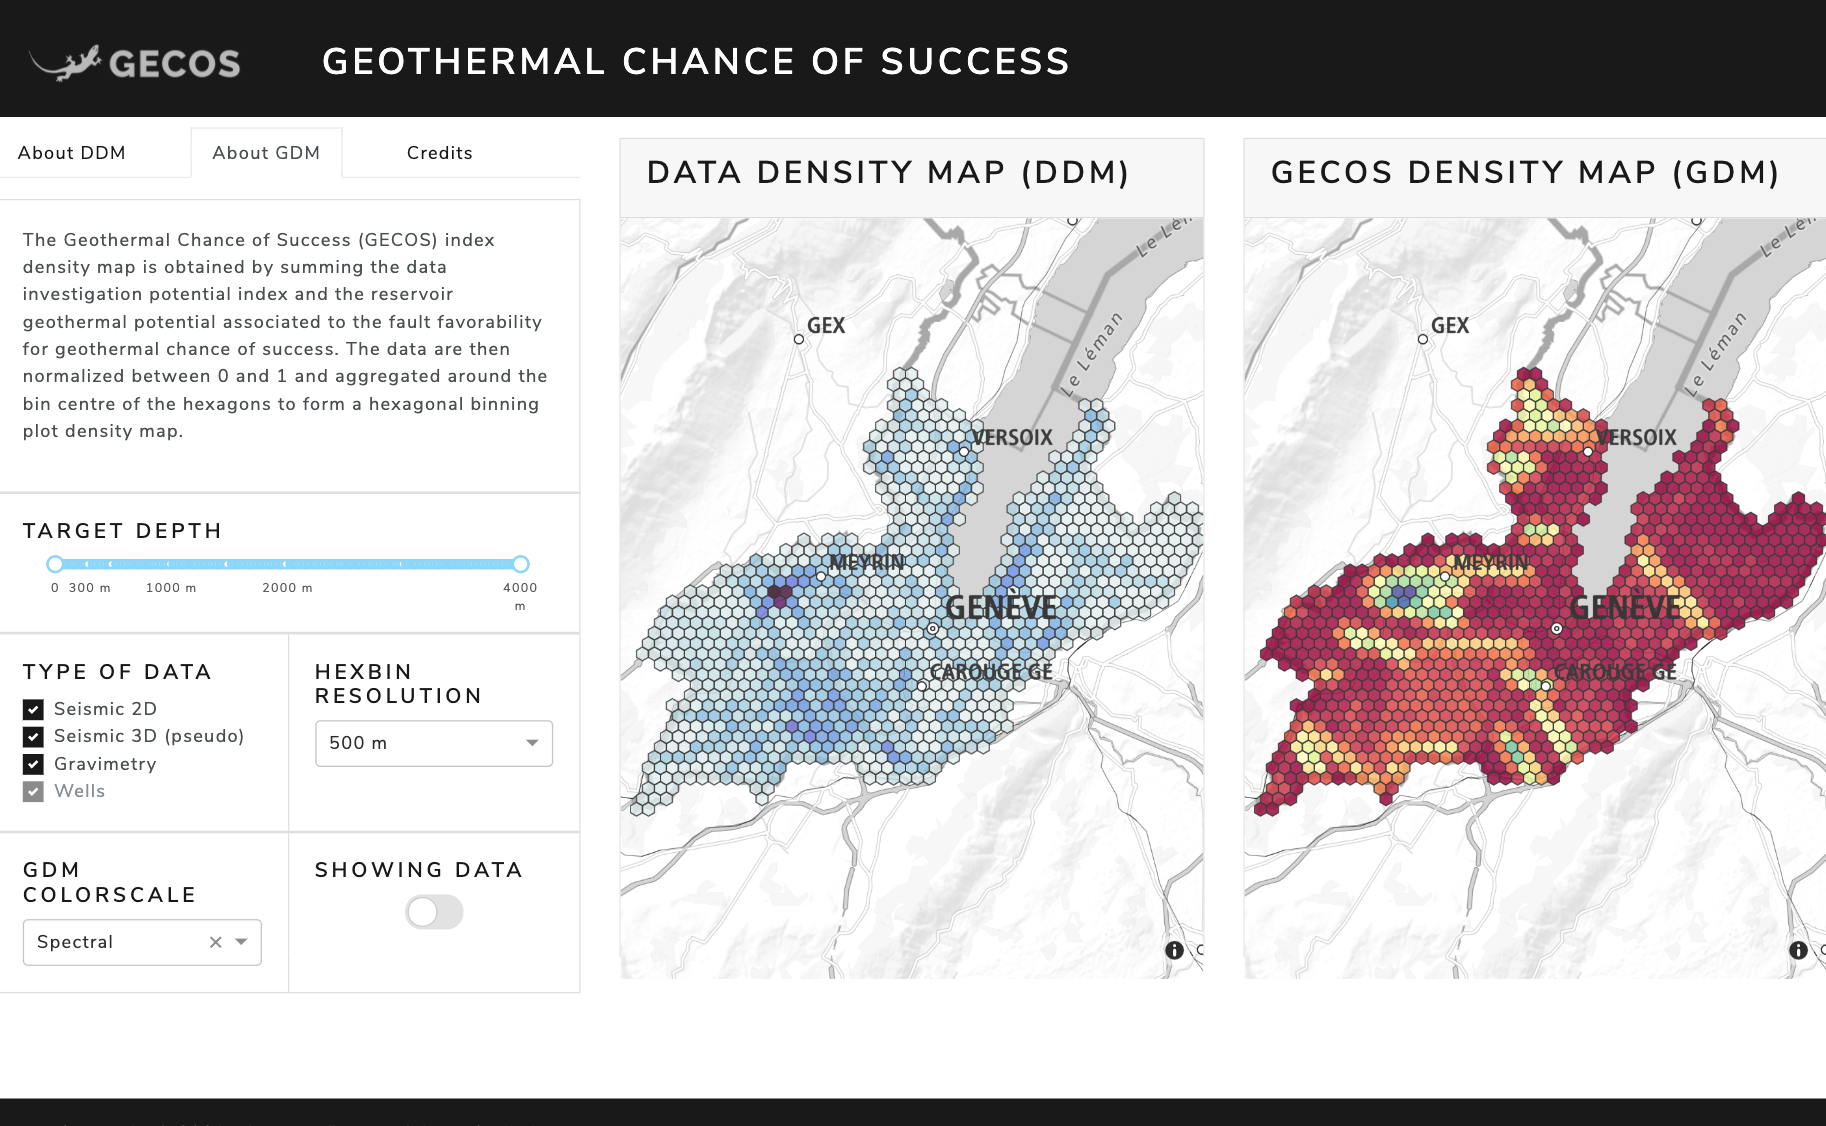 GECOS
GEOTHERMAL CHANCE OF SUCCESS
About DDM
About GDM
Credits
The Geothermal Chance of Success (GECOS) index
density map is obtained by summing the data
investigation potential index and the reservoir
geothermal potential associated to the fault favorability
for geothermal chance of success. The data are then
normalized between 0 and 1 and aggregated around the
bin centre of the hexagons to form a hexagonal binning
plot density map.
TARGET DEPTH
0 300 m 1000 m 2000 m 4000
m
TYPE OF DATA
Seismic 2D
Seismic 3D (pseudo)
Gravimetry
Wells
HEXBIN
RESOLUTION
500 m
GDM
COLORSCALE
Spectral
SHOWING DATA
DATA DENSITY MAP (DDM)
Le Lén
GEX
Le Léman
VERSOIX
MEYRIN
GENÈVE
CAROUGE GE
GECOS DENSITY MAP (GDM)
Le Lén
GEX
Le Léman
VERSOIX
MEYRIN
GENÈVE
CAROUGE GE